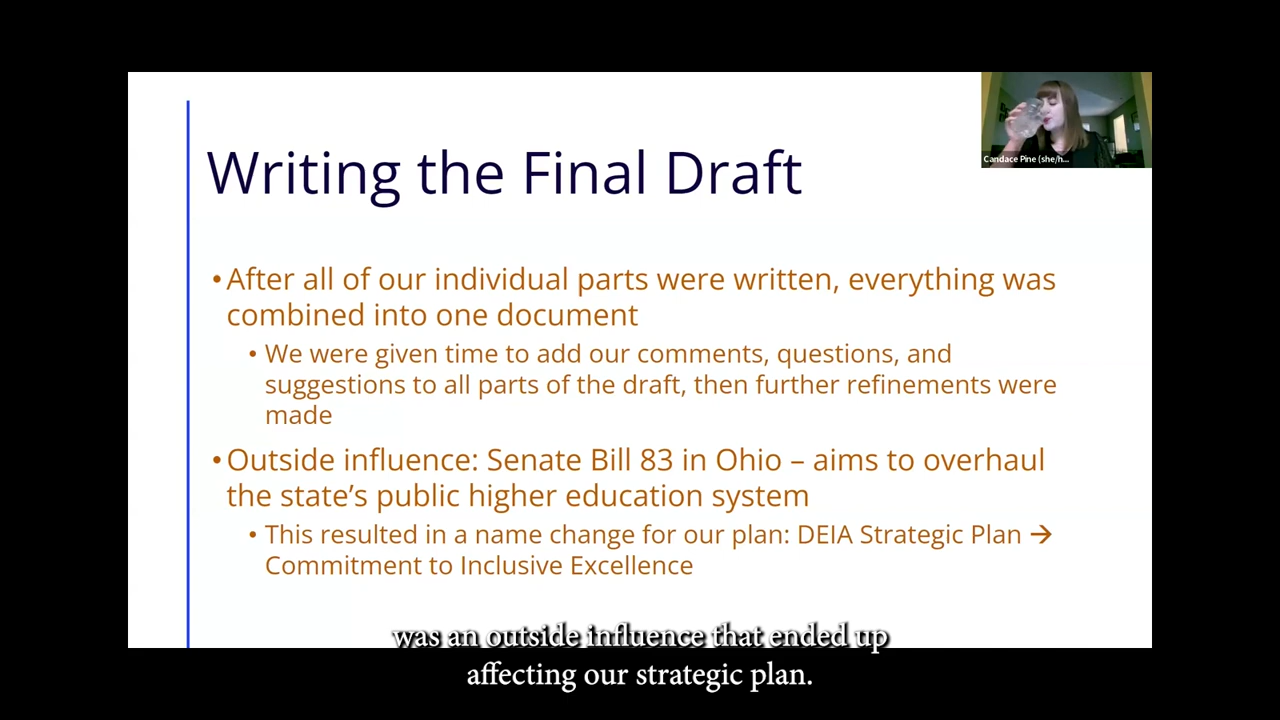 Candace Pine (she/h...
Writing the Final Draft
• After all of our individual parts were written, everything was
combined into one document
• We were given time to add our comments, questions, and
suggestions to all parts of the draft, then further refinements were
made
• Outside influence: Senate Bill 83 in Ohio – aims to overhaul
the state’s public higher education system
• This resulted in a name change for our plan: DEIA Strategic Plan →
Commitment to Inclusive Excellence
was an outside influence that ended up
affecting our strategic plan.